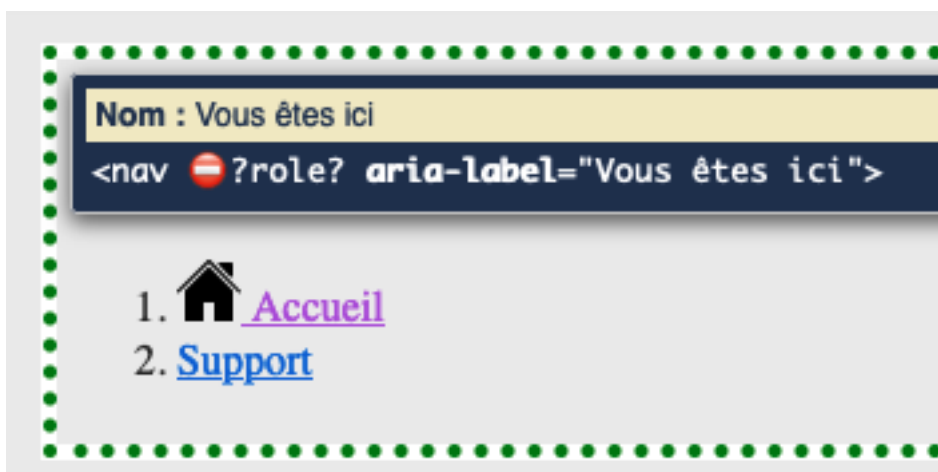 Nom : Vous êtes ici
<nav ⛔?role? aria-label="Vous êtes ici">
1. Accueil
2. Support